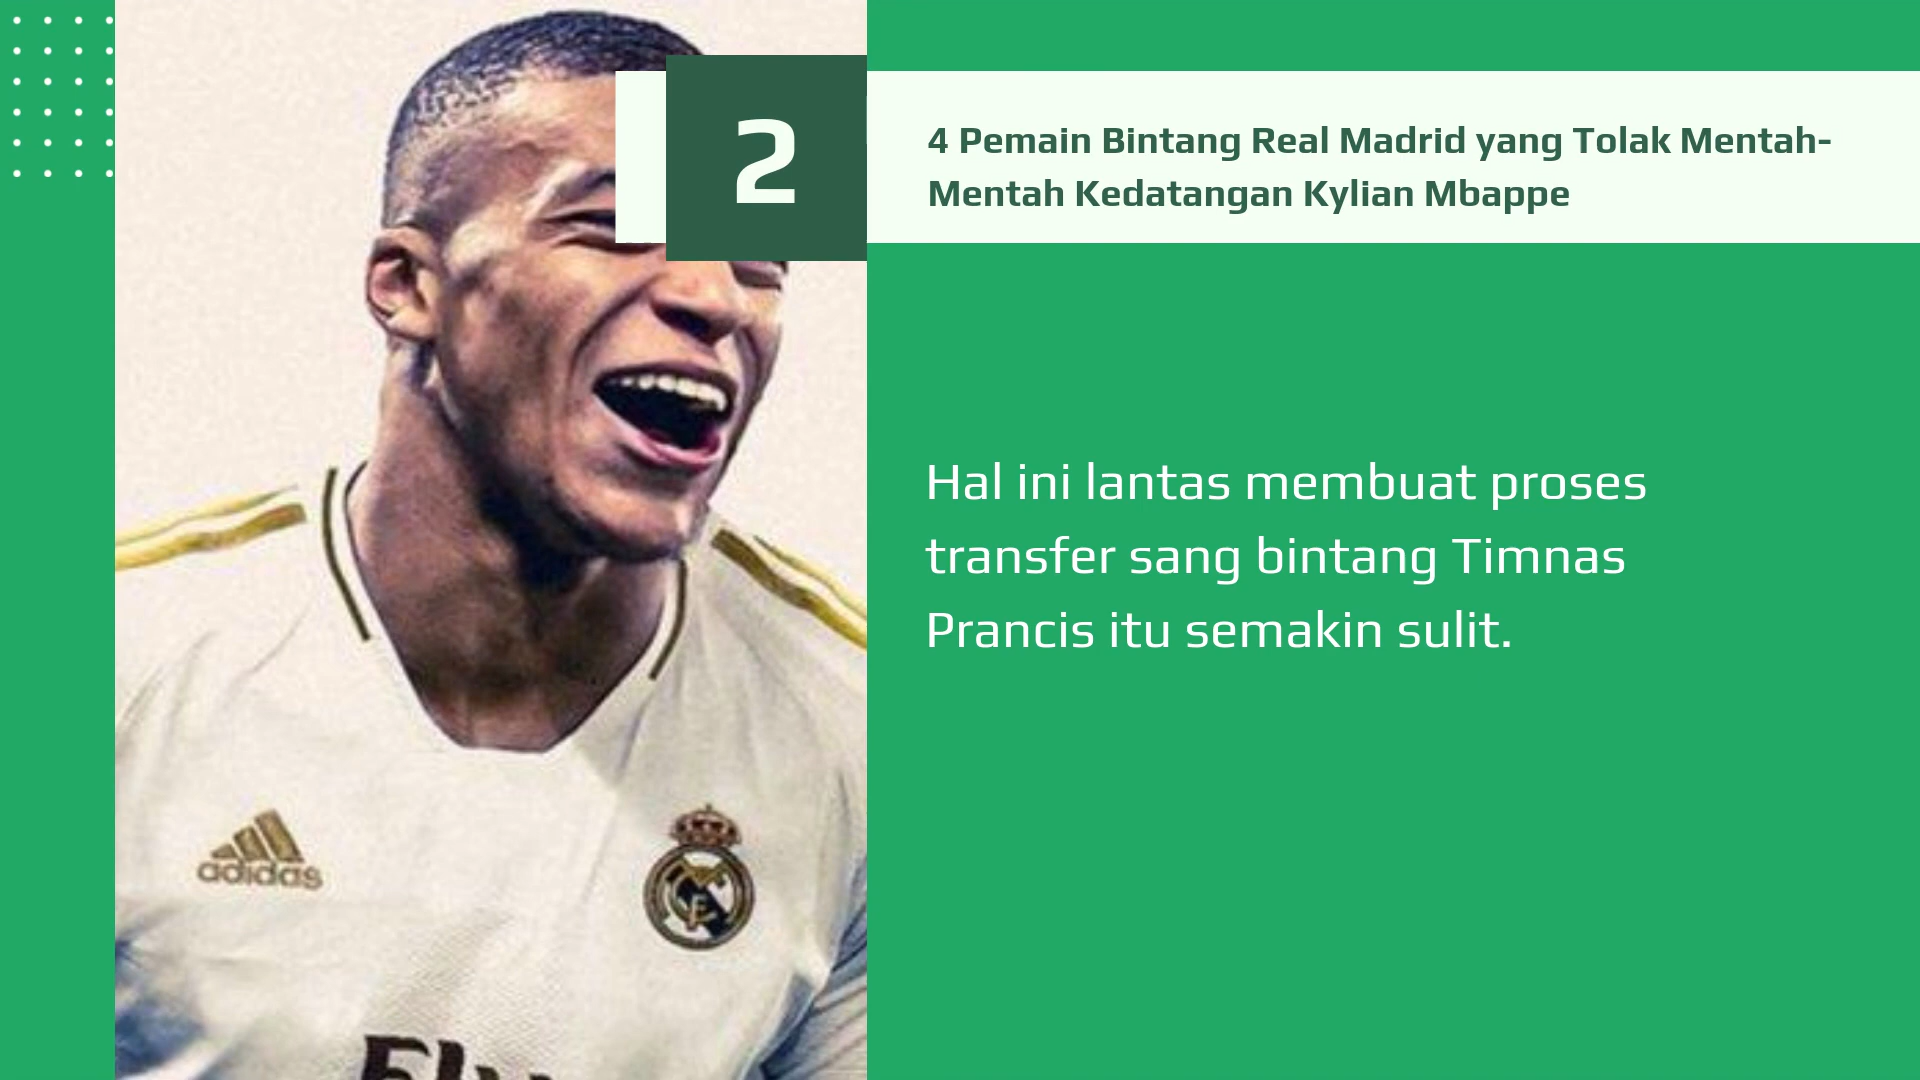 2
4 Pemain Bintang Real Madrid yang Tolak Mentah-
Mentah Kedatangan Kylian Mbappe
Hal ini lantas membuat proses
transfer sang bintang Timnas
Prancis itu semakin sulit.
adidas